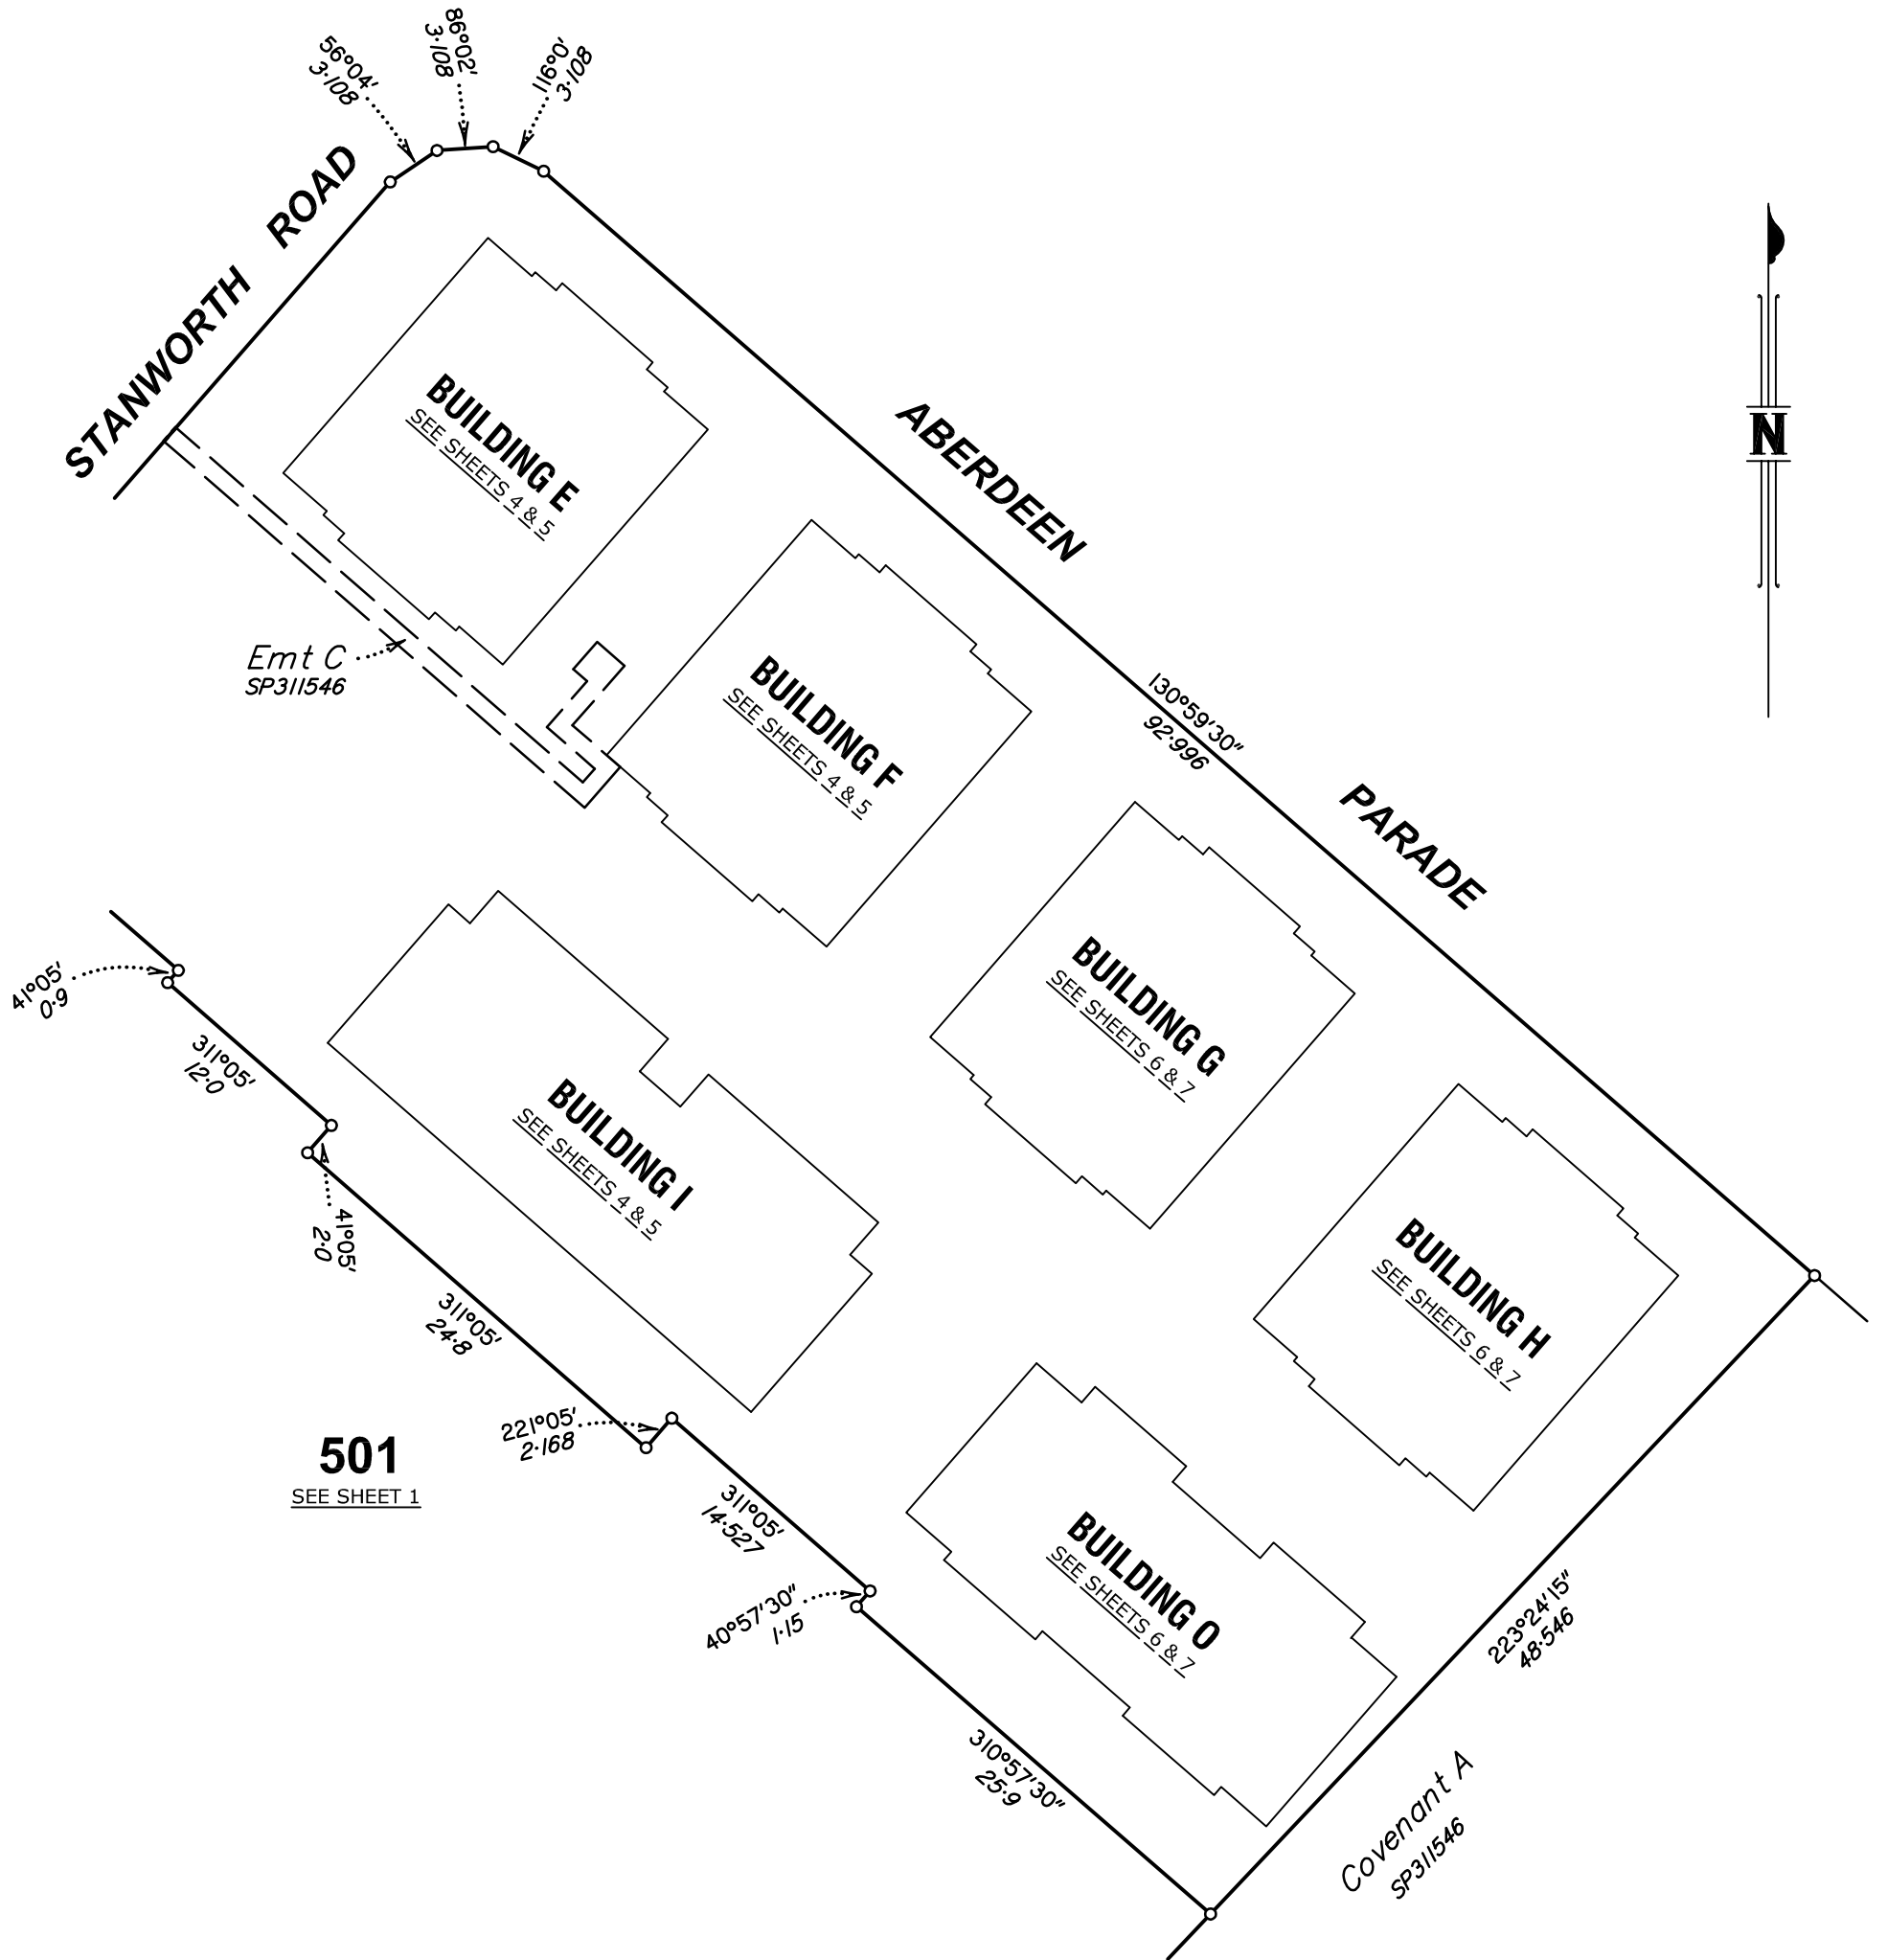 56°04'
3·108
86°02'
3·108
116°0'
3·108
STANWORTH ROAD
ABERDEEN PARADE
N
BUILDING E
SEE SHEETS 4 & 5
Emt C
SP311546
BUILDING F
SEE SHEETS 4 & 5
130°59'30"
92·996
BUILDING G
SEE SHEETS 6 & 7
41°05'
0·9
311°05'
12·0
BUILDING I
SEE SHEETS 4 & 5
41°05'
2·0
BUILDING H
SEE SHEETS 6 & 7
311°05'
24·8
221°05'
2·168
501
SEE SHEET 1
311°05'
14·527
BUILDING O
SEE SHEETS 6 & 7
40°57'30"
1·15
223°24'15"
48·546
310°57'30"
25·9
Covenant A
SP311546